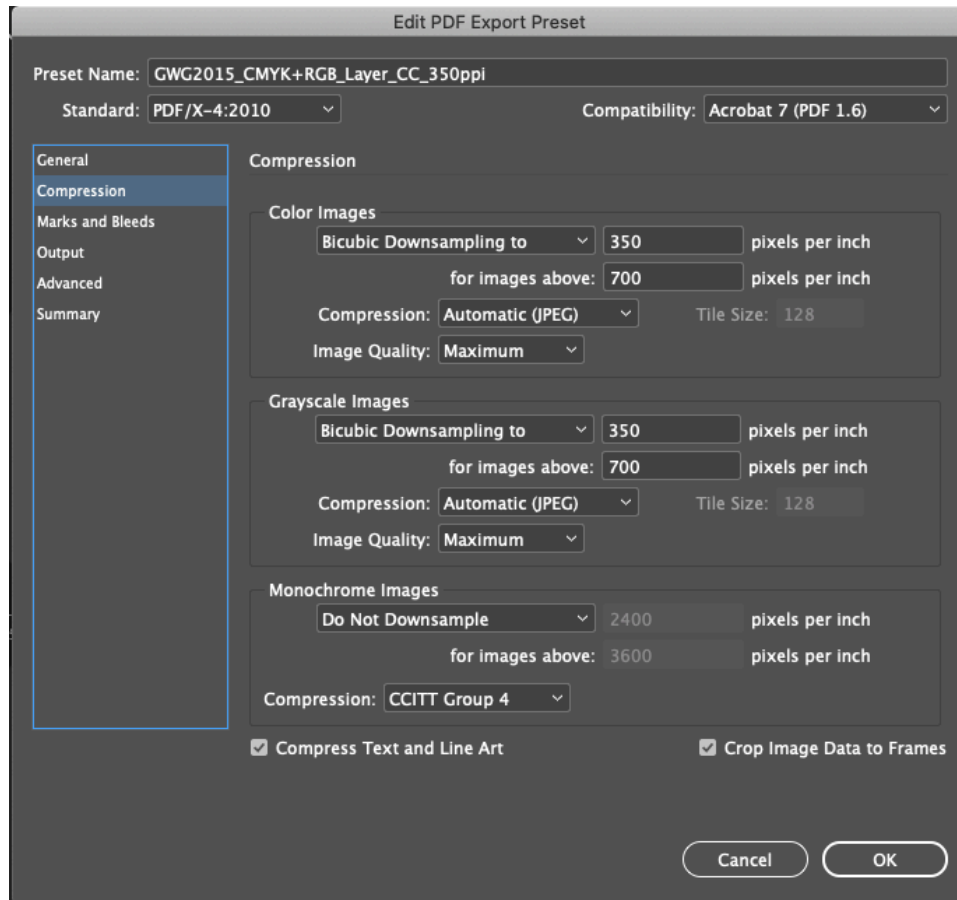 Edit PDF Export Preset
Preset Name: GWG2015_CMYK+RGB_Layer_CC_350ppi
Standard: PDF/X-4:2010 Compatibility: Acrobat 7 (PDF 1.6)
General
Compression
Marks and Bleeds
Output
Advanced
Summary
Compression
Color Images
Bicubic Downsampling to 350 pixels per inch
for images above: 700 pixels per inch
Compression: Automatic (JPEG) Tile Size: 128
Image Quality: Maximum
Grayscale Images
Bicubic Downsampling to 350 pixels per inch
for images above: 700 pixels per inch
Compression: Automatic (JPEG) Tile Size: 128
Image Quality: Maximum
Monochrome Images
Do Not Downsample 2400 pixels per inch
for images above: 3600 pixels per inch
Compression: CCITT Group 4
Compress Text and Line Art Crop Image Data to Frames
Cancel OK